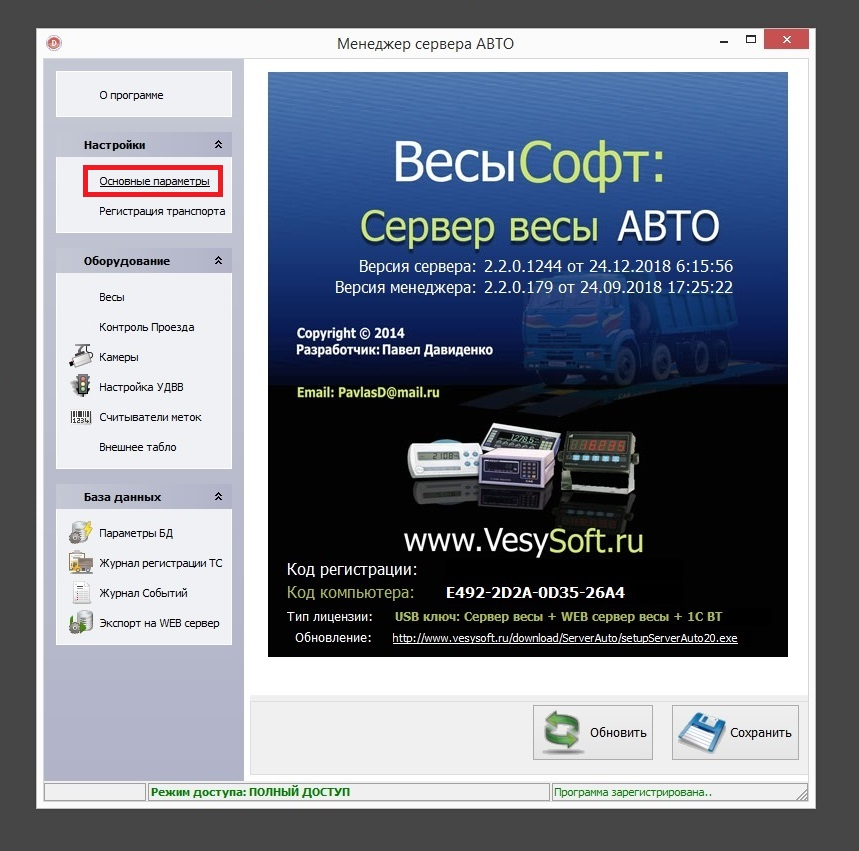 Менеджер сервера АВТО
О программе
Настройки
Основные параметры
Регистрация транспорта
Оборудование
Весы
Контроль Проезда
Камеры
Настройка УДВВ
Считыватели меток
Внешнее табло
База данных
Параметры БД
Журнал регистрации ТС
Журнал Событий
Экспорт на WEB сервер
ВесыСофт:
Сервер весы АВТО
Версия сервера: 2.2.0.1244 от 24.12.2018 6:15:56
Версия менеджера: 2.2.0.179 от 24.09.2018 17:25:22
Copyright © 2014
Разработчик: Павел Давиденко
Email: PavlasD@mail.ru
www.VesySoft.ru
Код регистрации:
Код компьютера: E492-2D2A-0D35-26A4
Тип лицензии: USB ключ: Сервер весы + WEB сервер весы + 1С ВТ
Обновление: http://www.vesysoft.ru/download/ServerAuto/setupServerAuto20.exe
Обновить
Сохранить
Режим доступа: ПОЛНЫЙ ДОСТУП
Программа зарегистрирована..